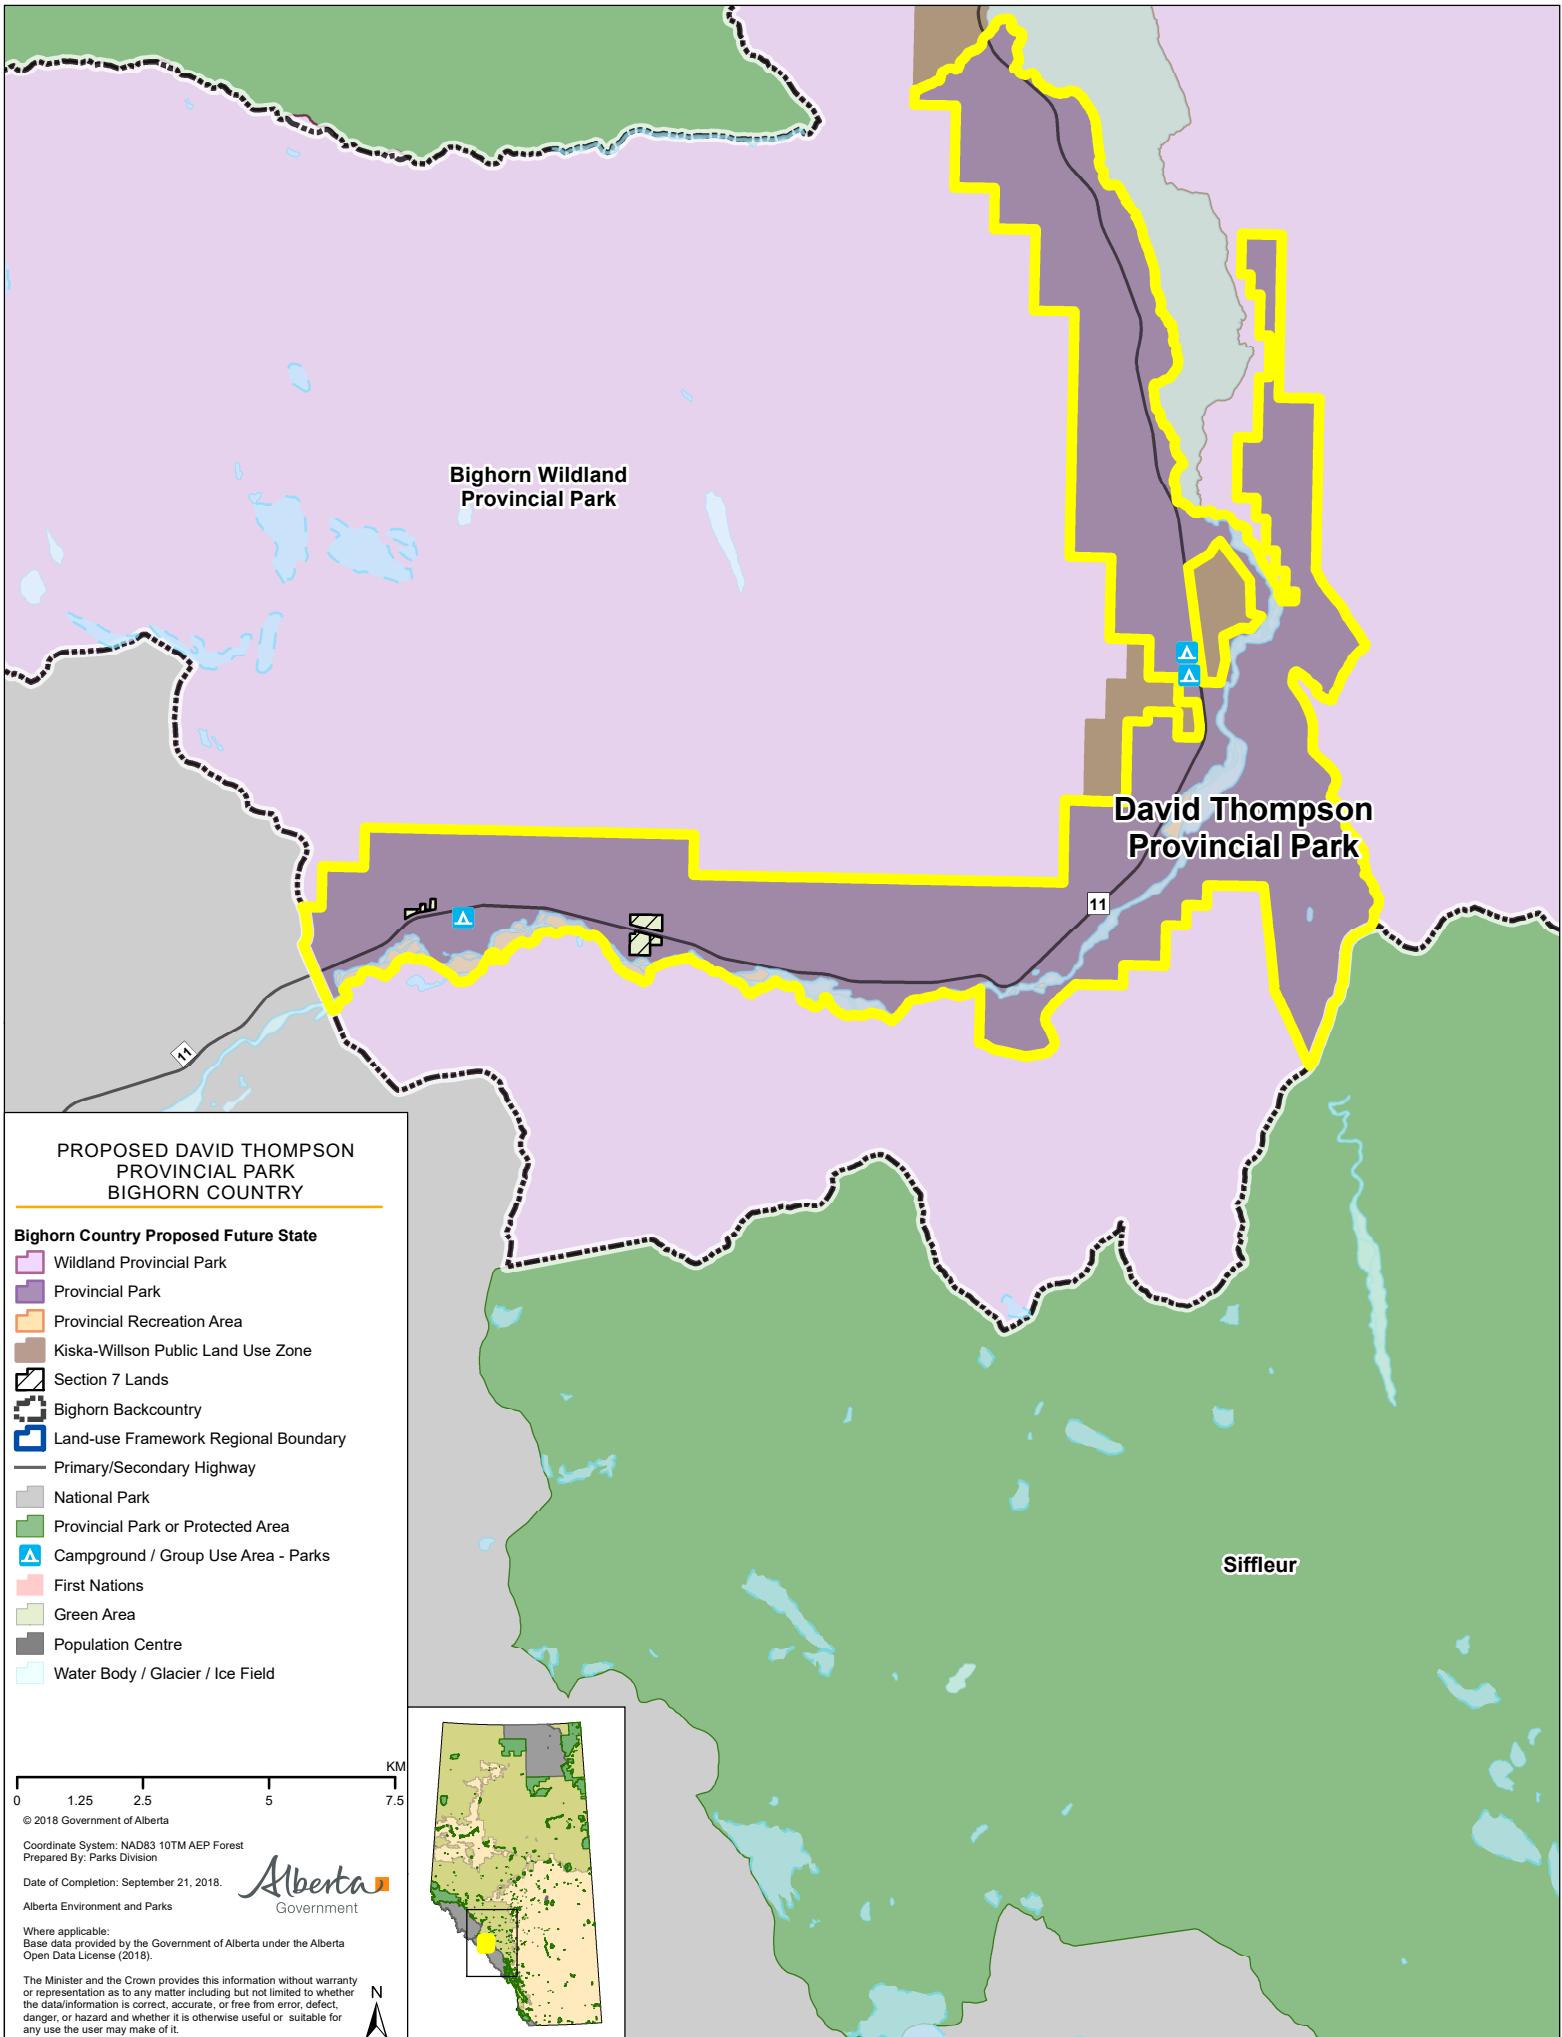 Bighorn Wildland
Provincial Park
David Thompson
Provincial Park
11
11
Siffleur
PROPOSED DAVID THOMPSON
PROVINCIAL PARK
BIGHORN COUNTRY
Bighorn Country Proposed Future State
Wildland Provincial Park
Provincial Park
Provincial Recreation Area
Kiska-Willson Public Land Use Zone
Section 7 Lands
Bighorn Backcountry
Land-use Framework Regional Boundary
Primary/Secondary Highway
National Park
Provincial Park or Protected Area
Campground / Group Use Area - Parks
First Nations
Green Area
Population Centre
Water Body / Glacier / Ice Field
KM
0 1.25 2.5 5 7.5
© 2018 Government of Alberta
Coordinate System: NAD83 10TM AEP Forest
Prepared By: Parks Division
Date of Completion: September 21, 2018.
Alberta
Government
Alberta Environment and Parks
Where applicable:
Base data provided by the Government of Alberta under the Alberta
Open Data License (2018).
The Minister and the Crown provides this information without warranty
or representation as to any matter including but not limited to whether
the data/information is correct, accurate, or free from error, defect,
danger, or hazard and whether it is otherwise useful or suitable for
any use the user may make of it.
N